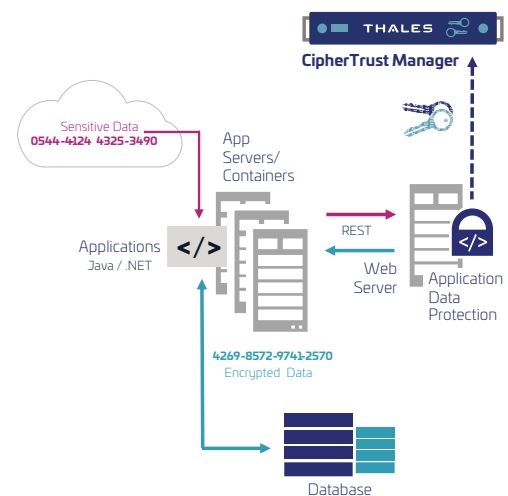 THALES
CipherTrust Manager
Sensitive Data
0544-4124 4325-3490
App
Servers/
Containers
Applications
Java / .NET
</>
REST
Web
Server
</>
Application
Data
Protection
4269-8572-9741-2570
Encrypted Data
Database